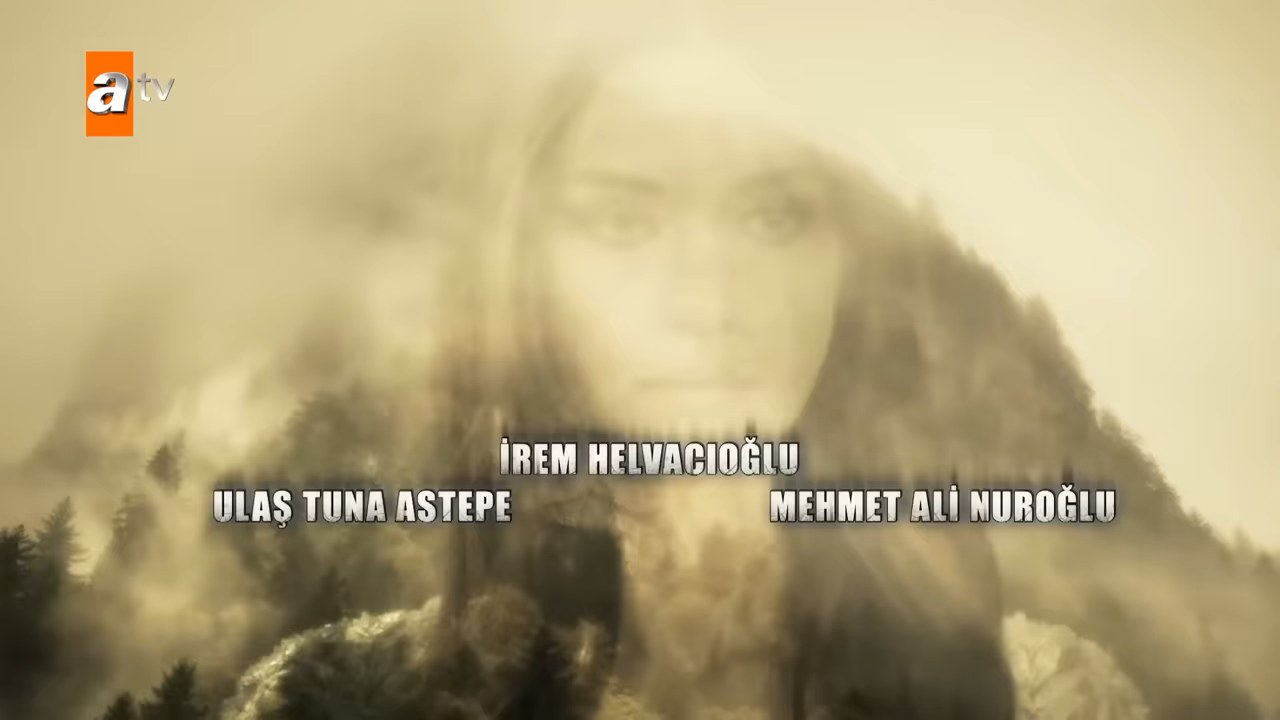 atv
İREM HELVACIOĞLU
ULAŞ TUNA ASTEPE
MEHMET ALİ NUROĞLU